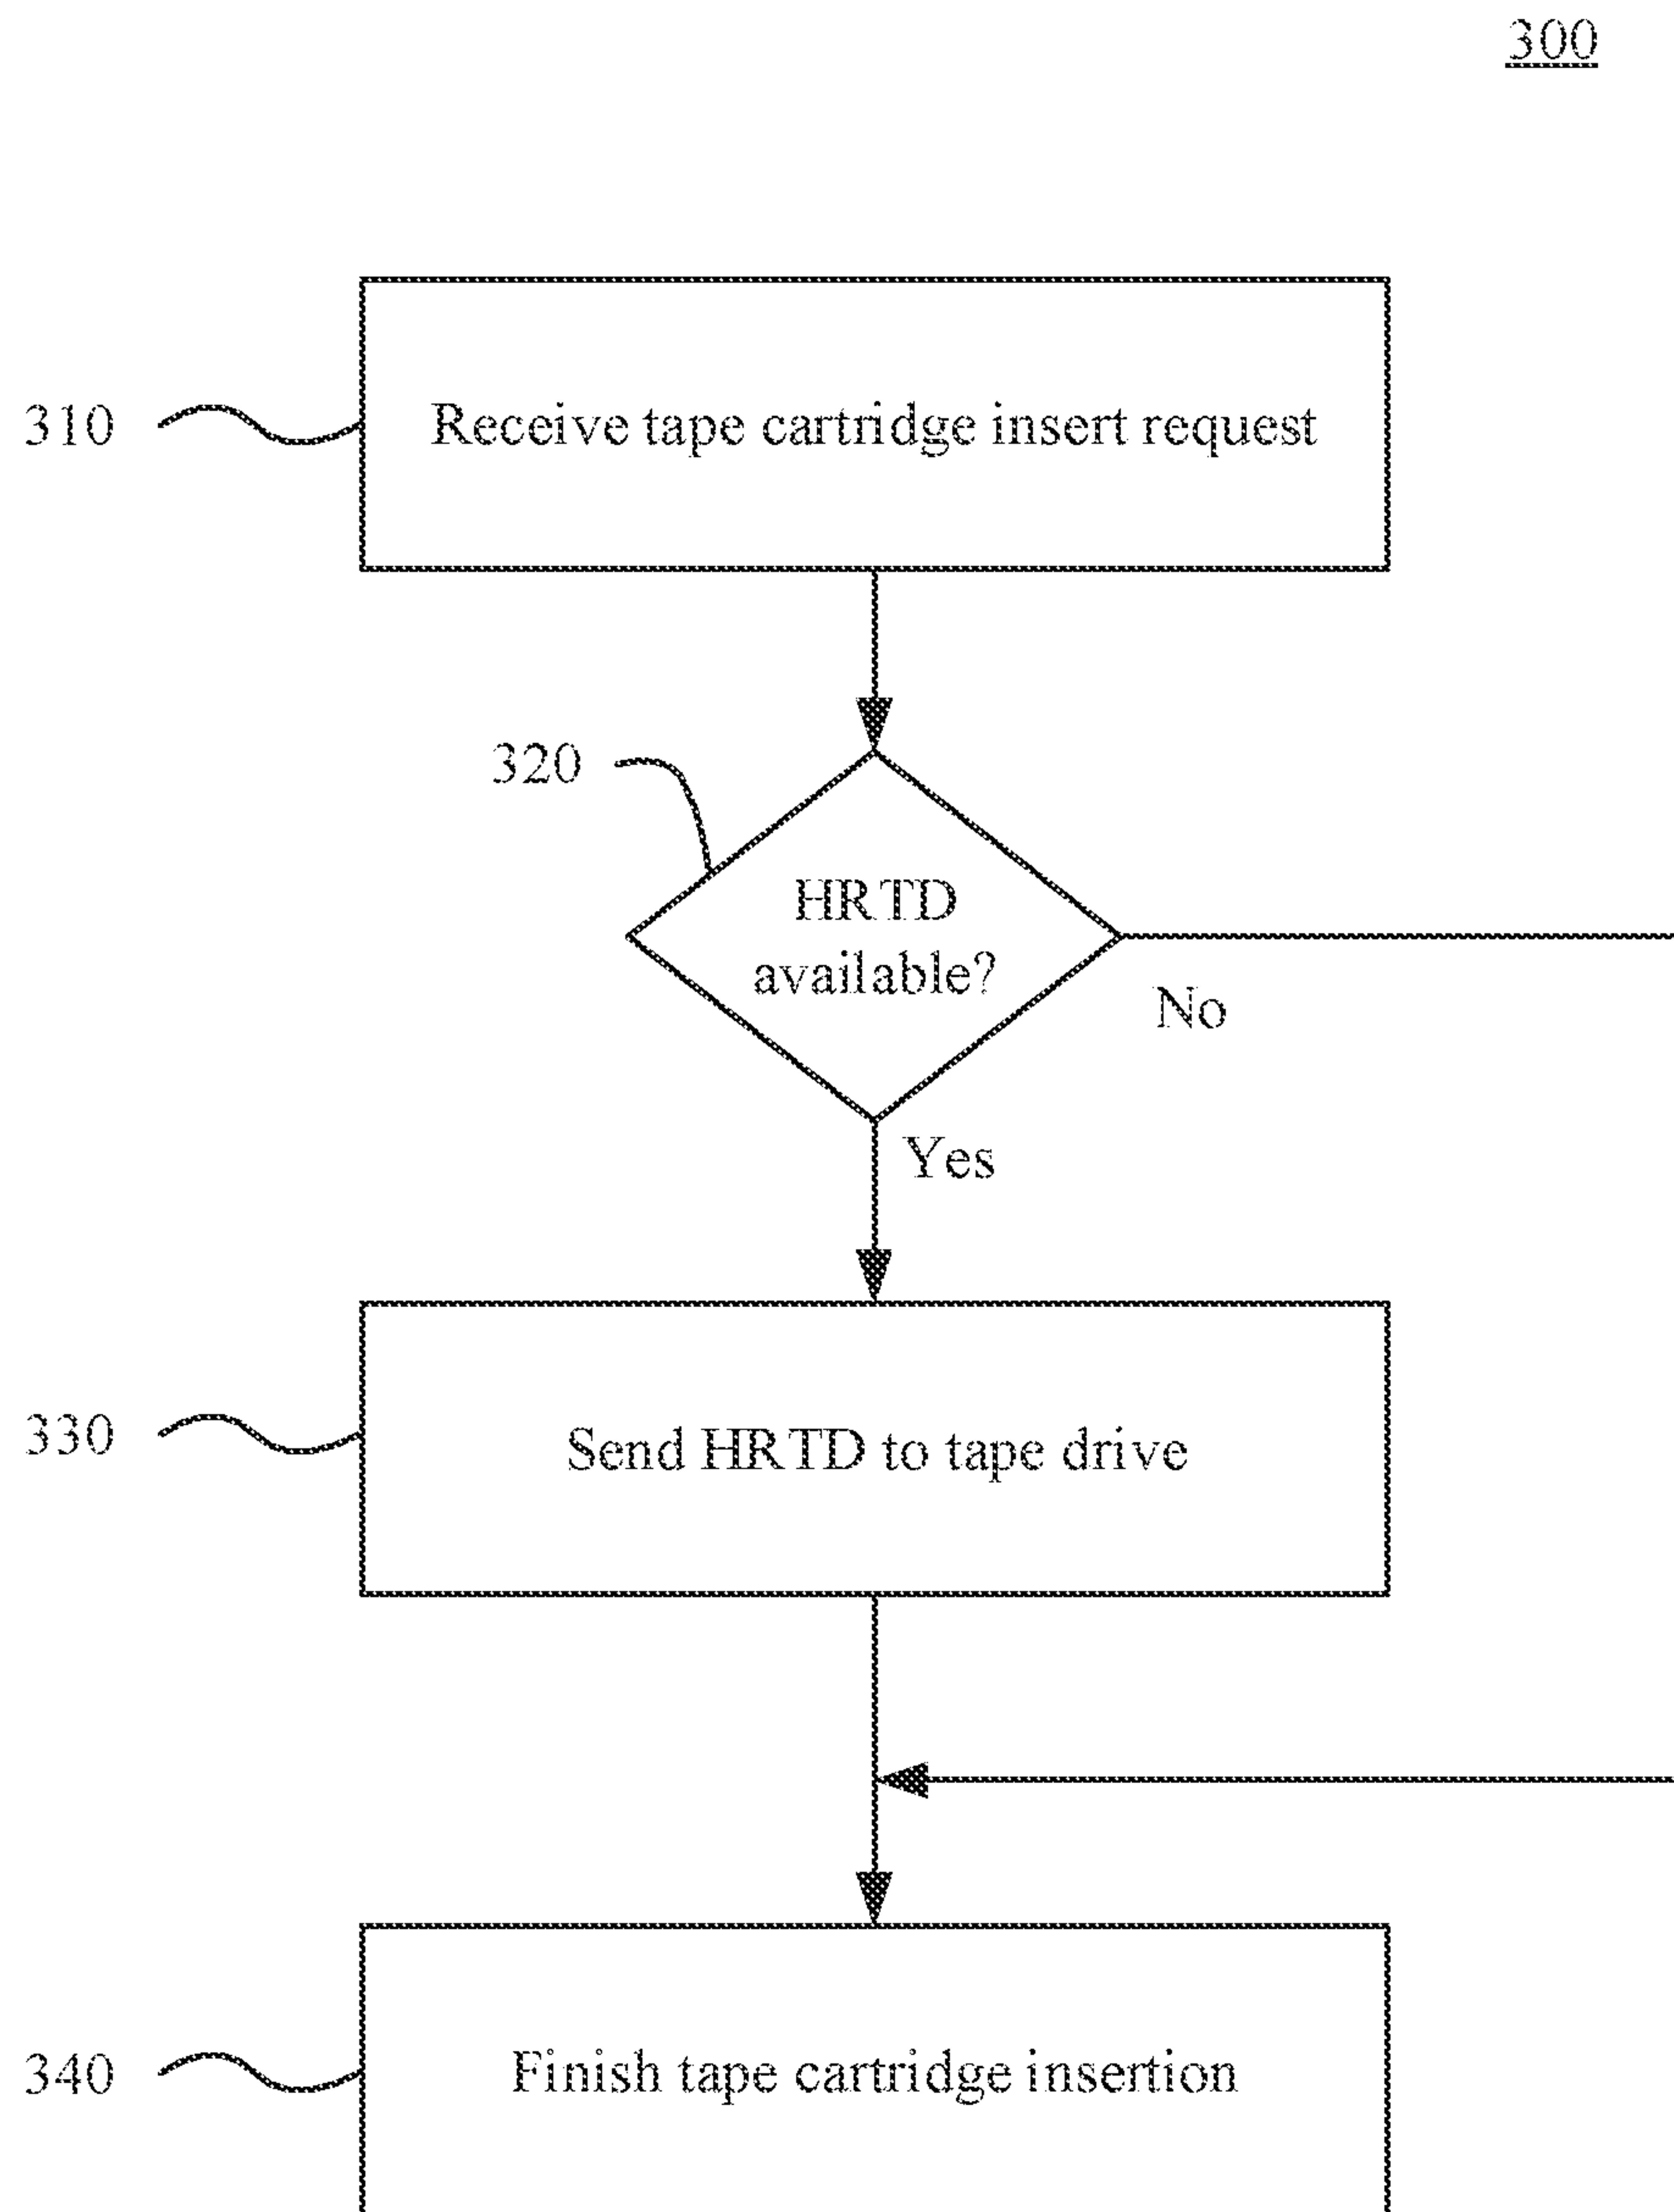 300
310
Receive tape cartridge insert request
320
HRTD
available?
No
Yes
330
Send HRTD to tape drive
340
Finish tape cartridge insertion